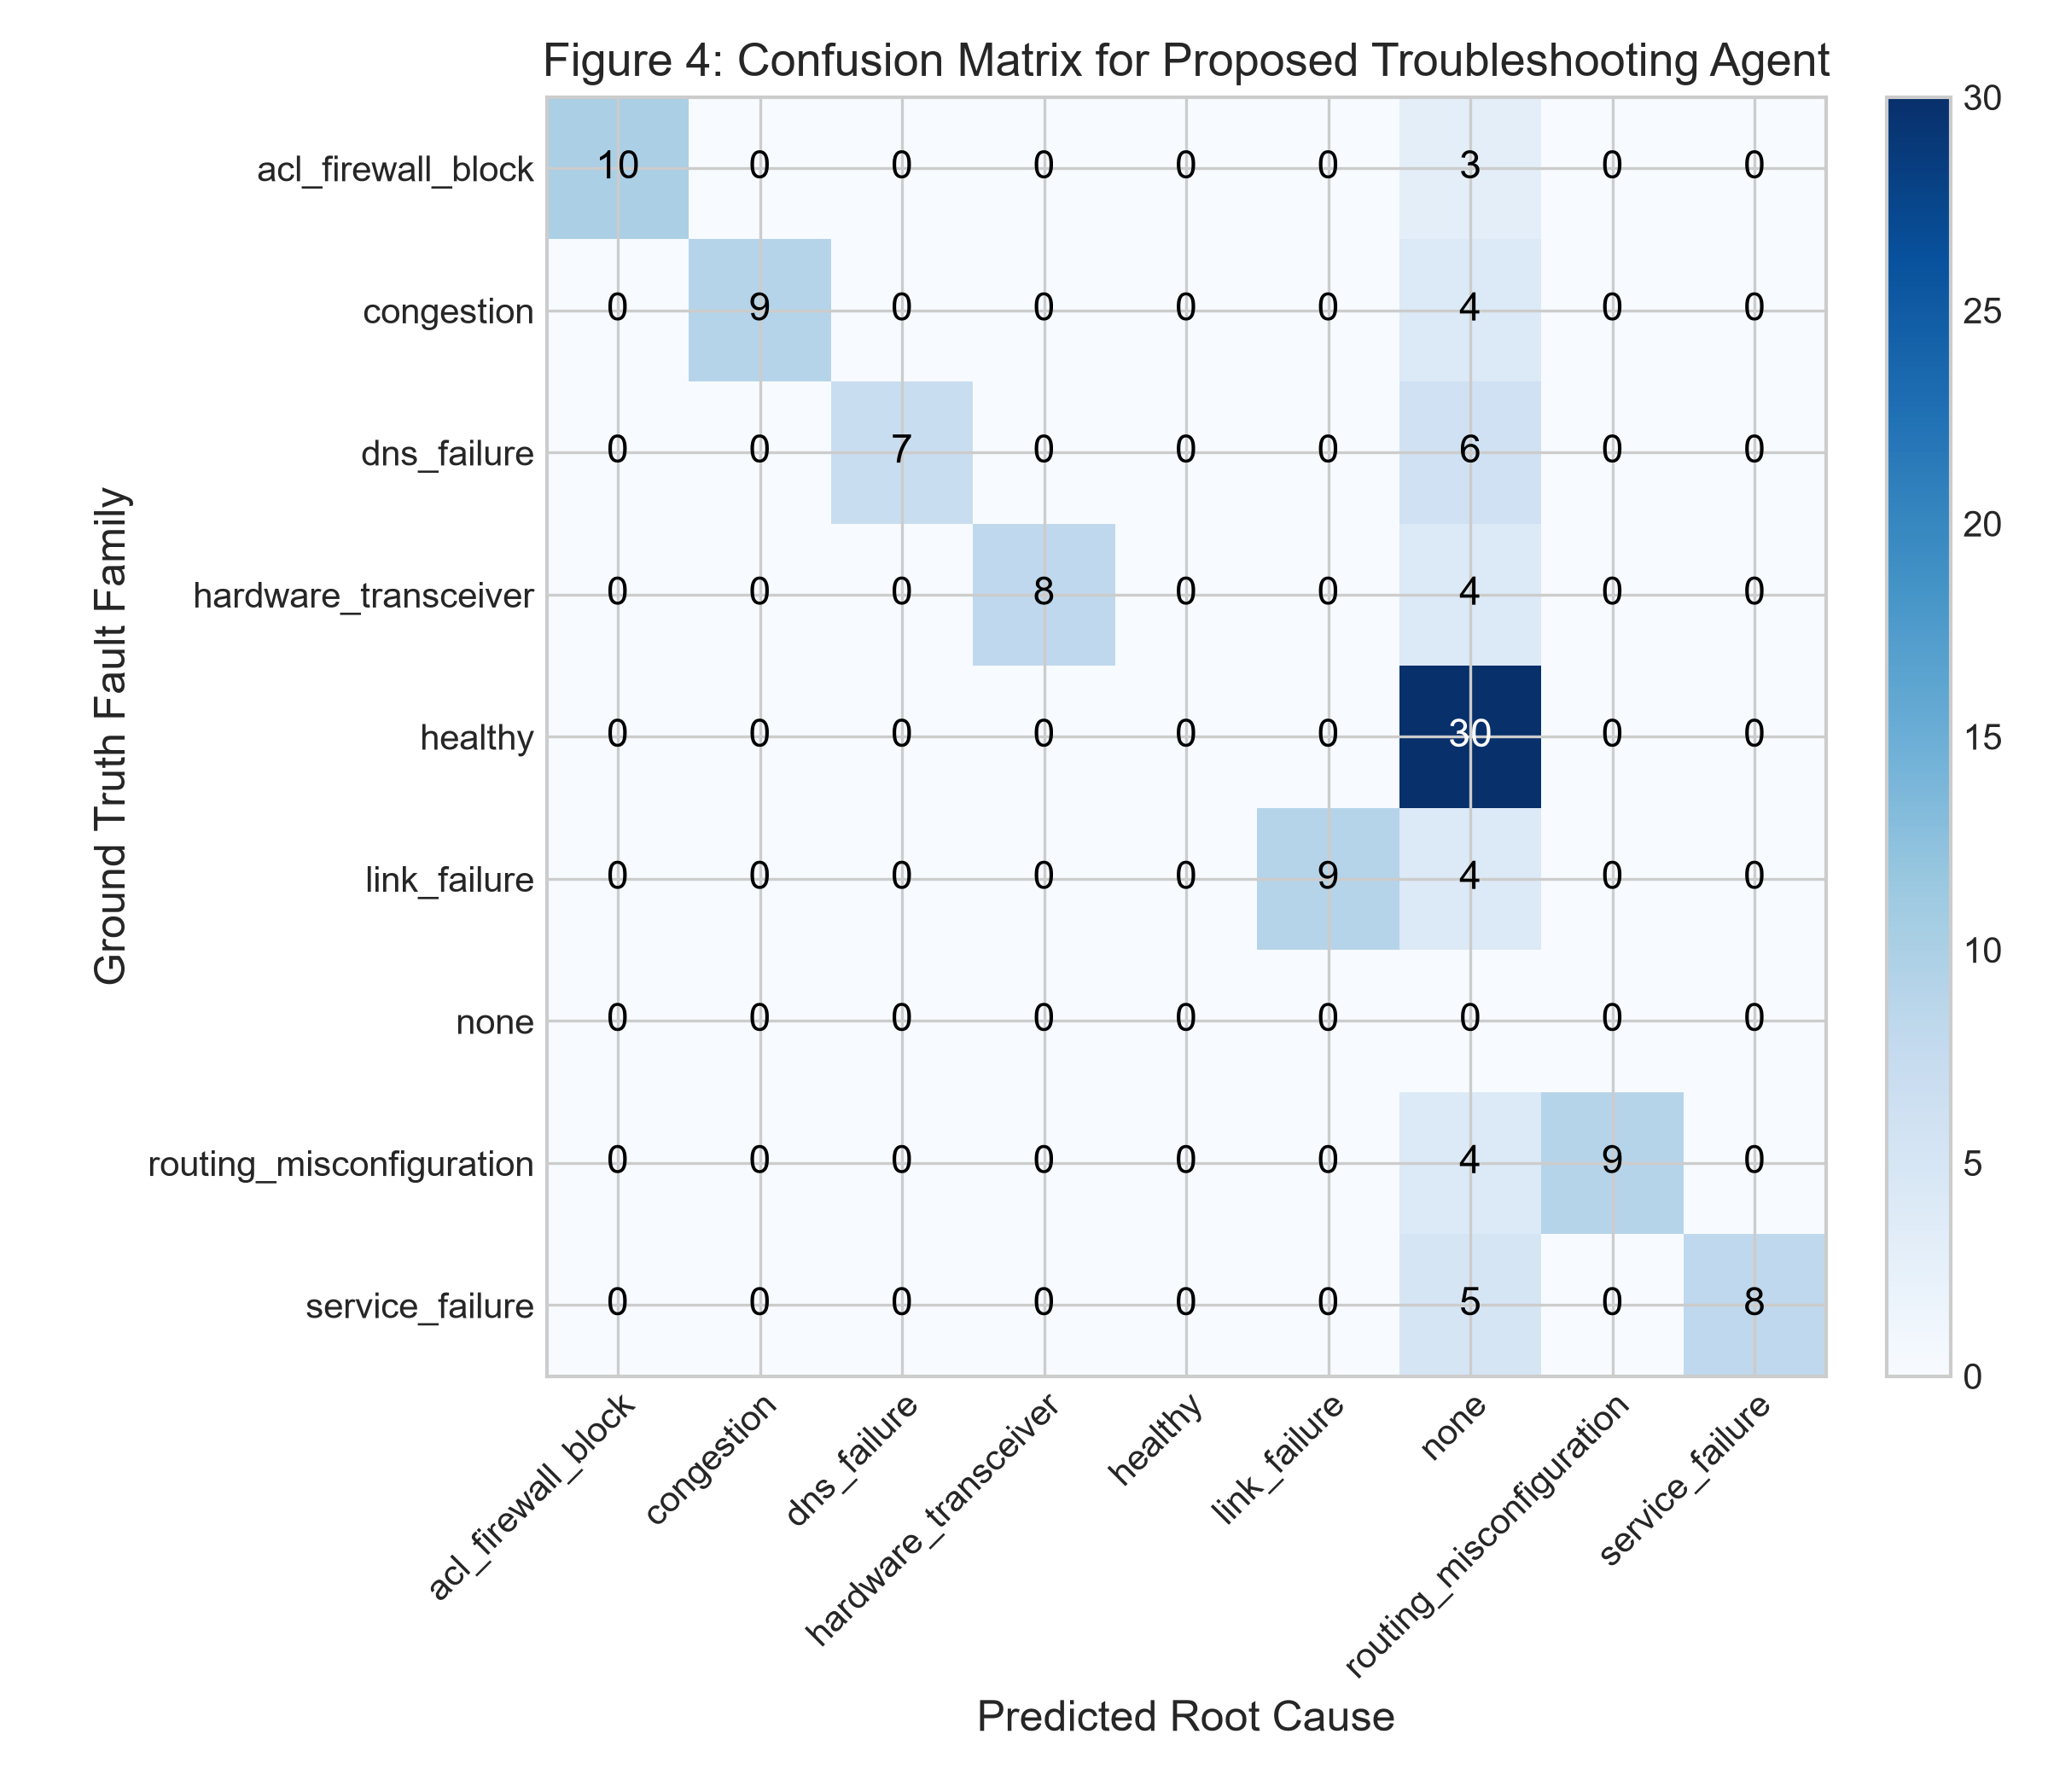 Figure 4: Confusion Matrix for Proposed Troubleshooting Agent
acl_firewall_block 10 0 0 0 0 0 3 0 0
congestion 0 9 0 0 0 0 4 0 0
dns_failure 0 0 7 0 0 0 6 0 0
hardware_transceiver 0 0 0 8 0 0 4 0 0
healthy 0 0 0 0 0 0 30 0 0
link_failure 0 0 0 0 0 9 4 0 0
none 0 0 0 0 0 0 0 0 0
routing_misconfiguration 0 0 0 0 0 0 4 9 0
service_failure 0 0 0 0 0 0 5 0 8
Ground Truth Fault Family
acl_firewall_block
congestion
dns_failure
hardware_transceiver
healthy
link_failure
none
routing_misconfiguration
service_failure
Predicted Root Cause
30
25
20
15
10
5
0